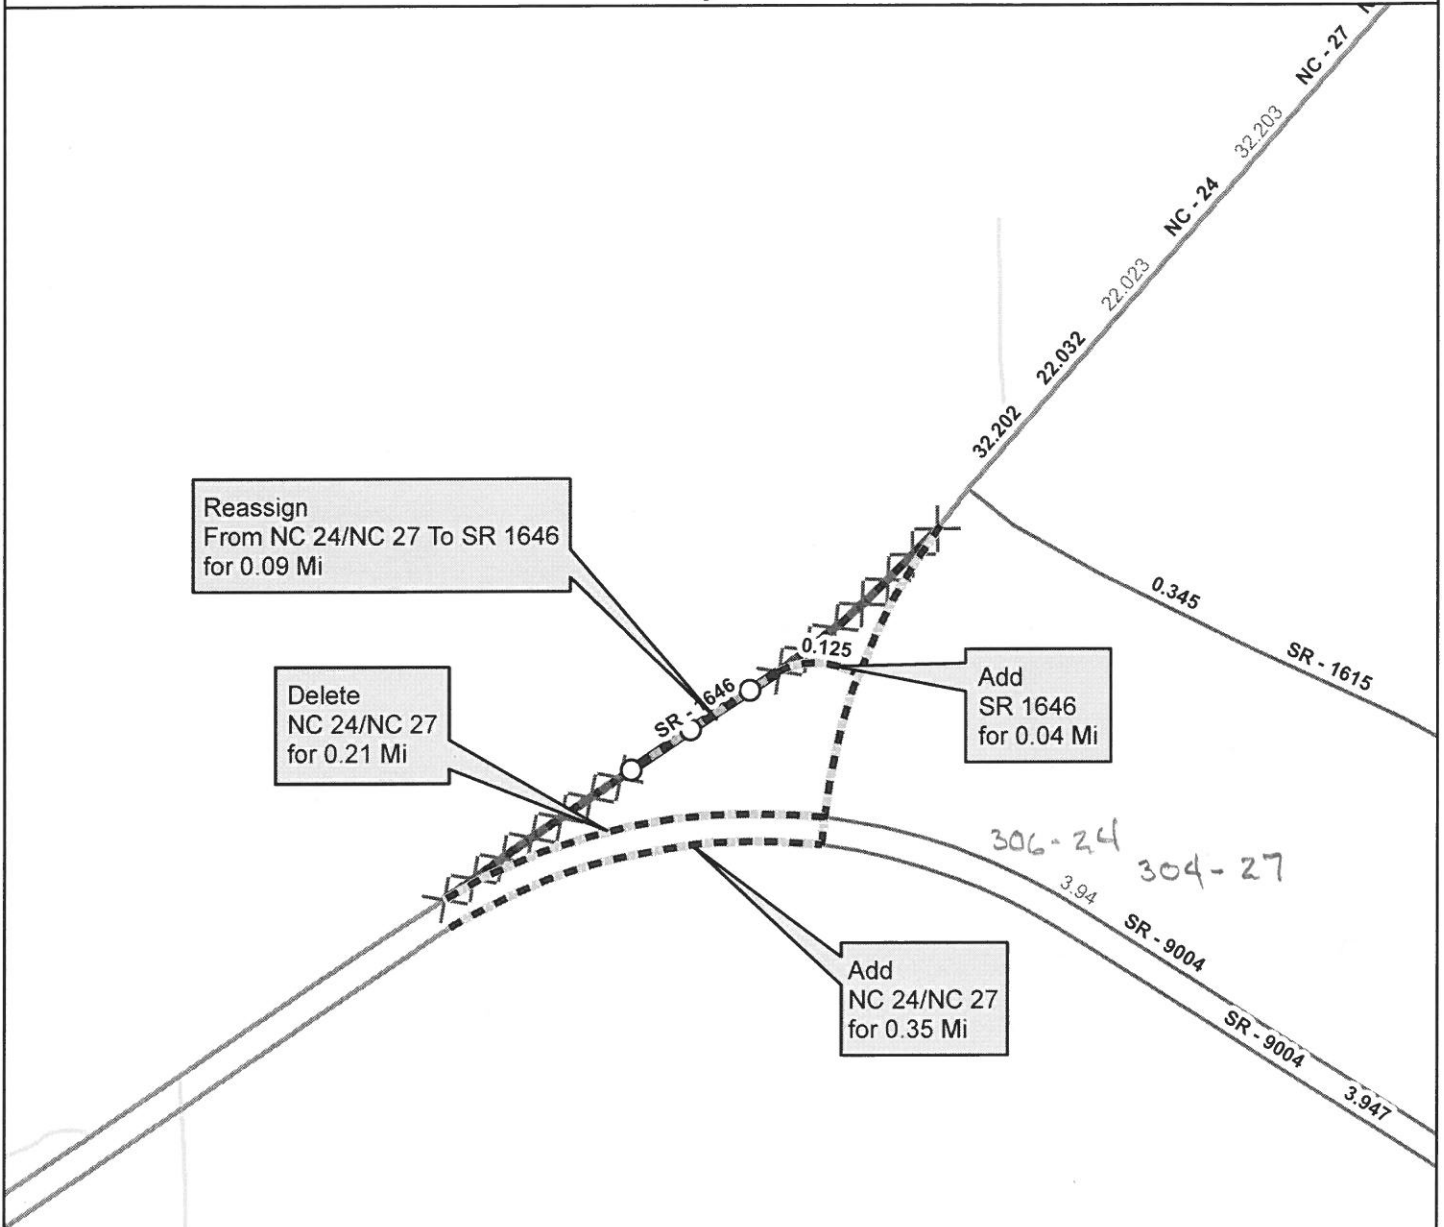 NC - 27
32.203
NC - 24
22.023
22.032
32.202
Reassign
From NC 24/NC 27 To SR 1646
for 0.09 Mi
0.345
SR - 1615
0.125
Add
SR 1646
for 0.04 Mi
SR - 1646
Delete
NC 24/NC 27
for 0.21 Mi
306-24
304-27
3.94
SR - 9004
Add
NC 24/NC 27
for 0.35 Mi
SR - 9004
3.947